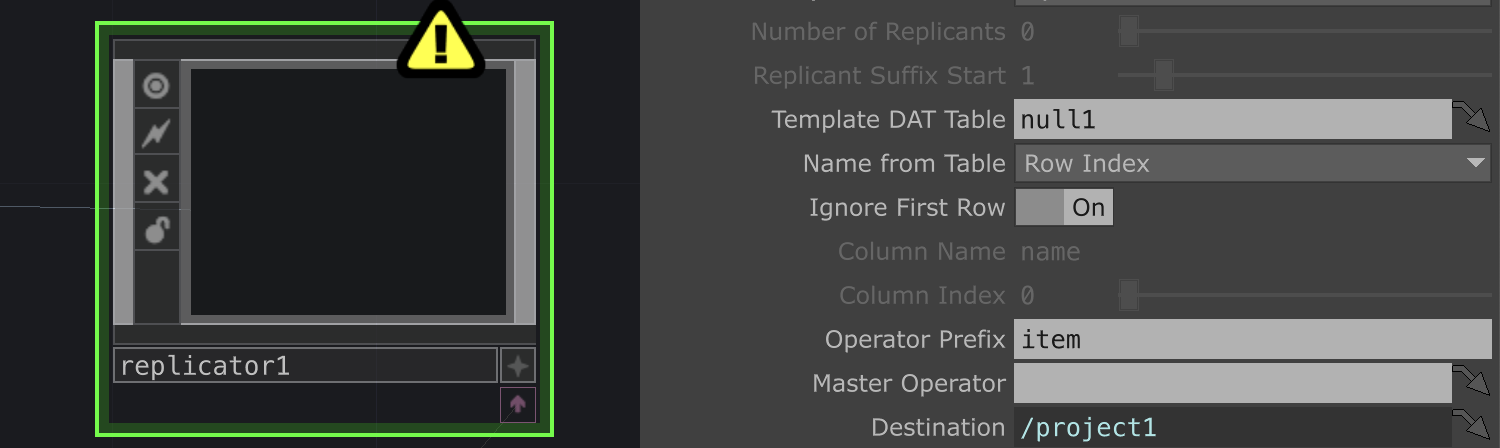 Number of Replicants 0
Replicant Suffix Start 1
Template DAT Table null1
Name from Table Row Index
Ignore First Row On
Column Name name
Column Index 0
Operator Prefix item
Master Operator
Destination /project1
replicator1